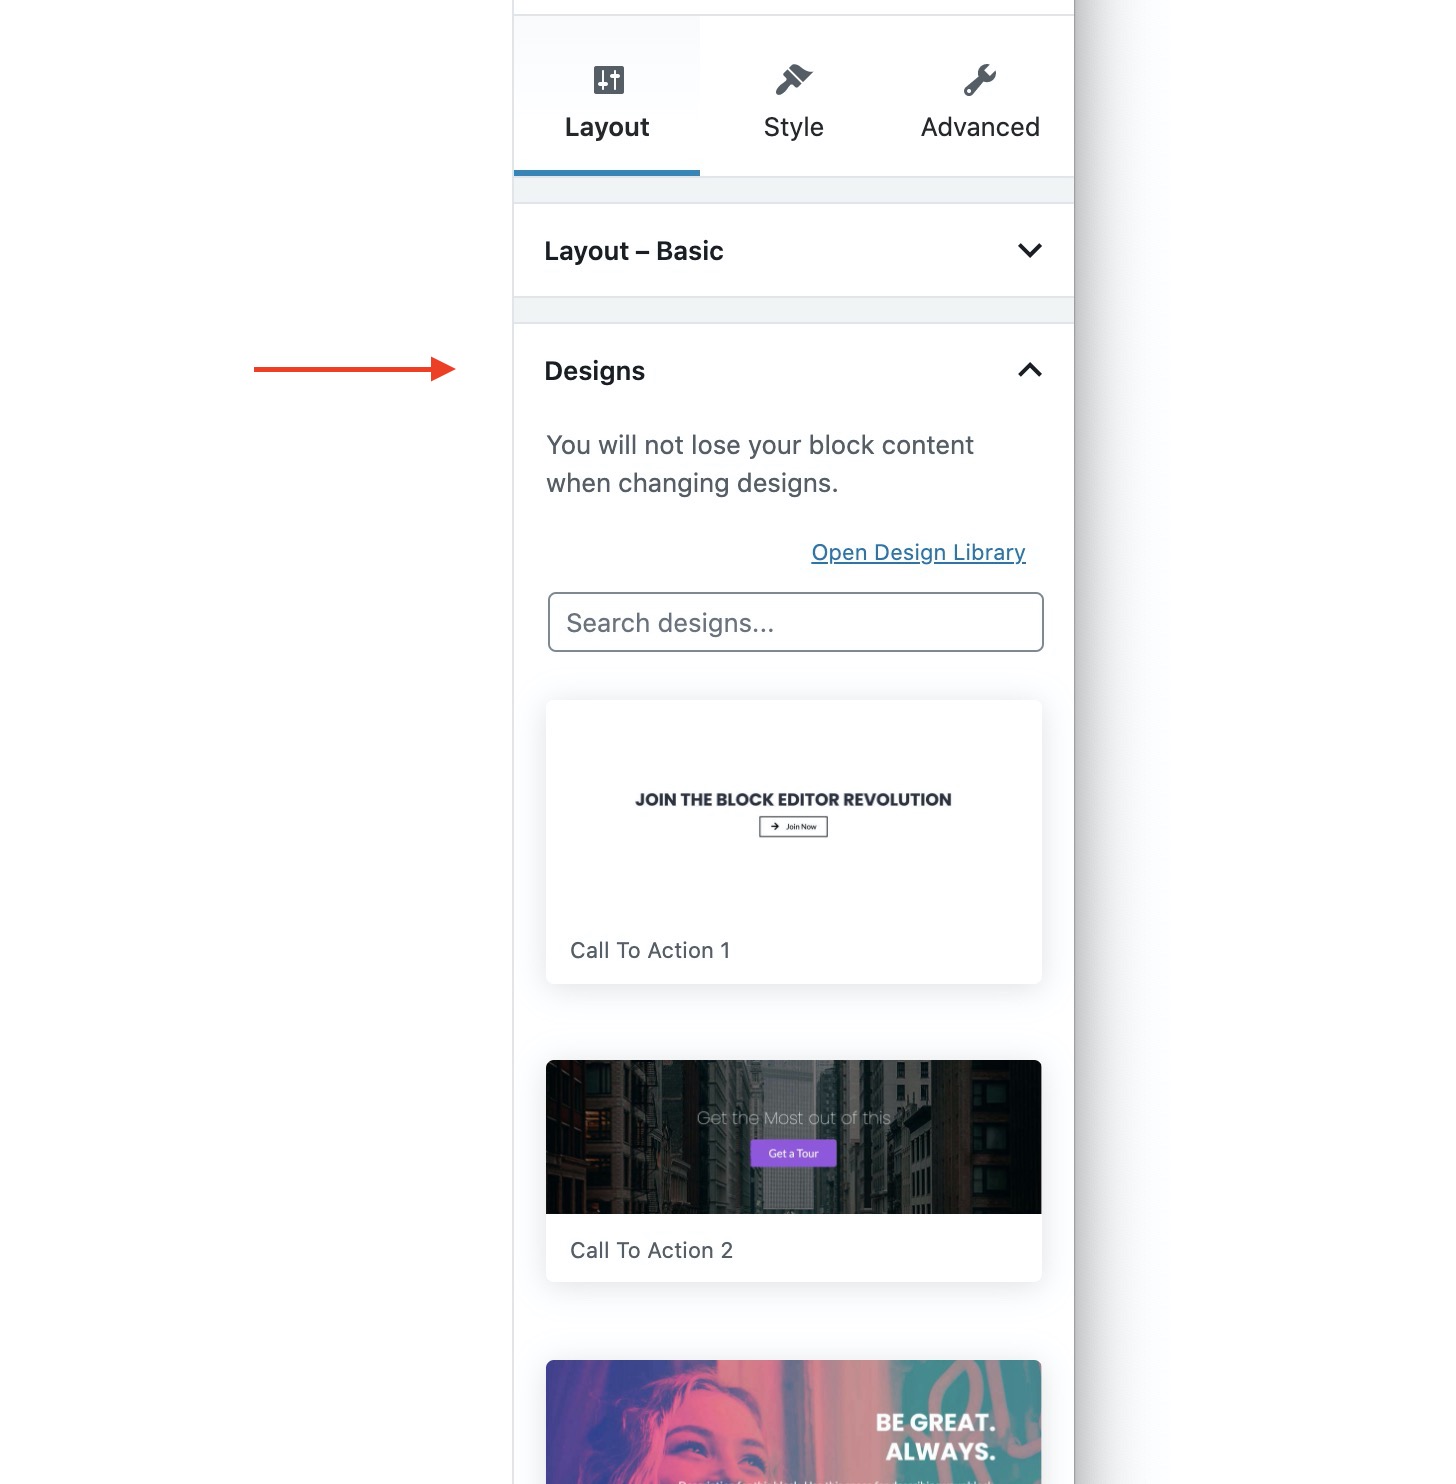 Layout Style Advanced
Layout – Basic
Designs
You will not lose your block content
when changing designs.
Open Design Library
Search designs...
JOIN THE BLOCK EDITOR REVOLUTION
Join Now
Call To Action 1
Get the Most out of this
Get a Tour
Call To Action 2
BE GREAT.
ALWAYS.